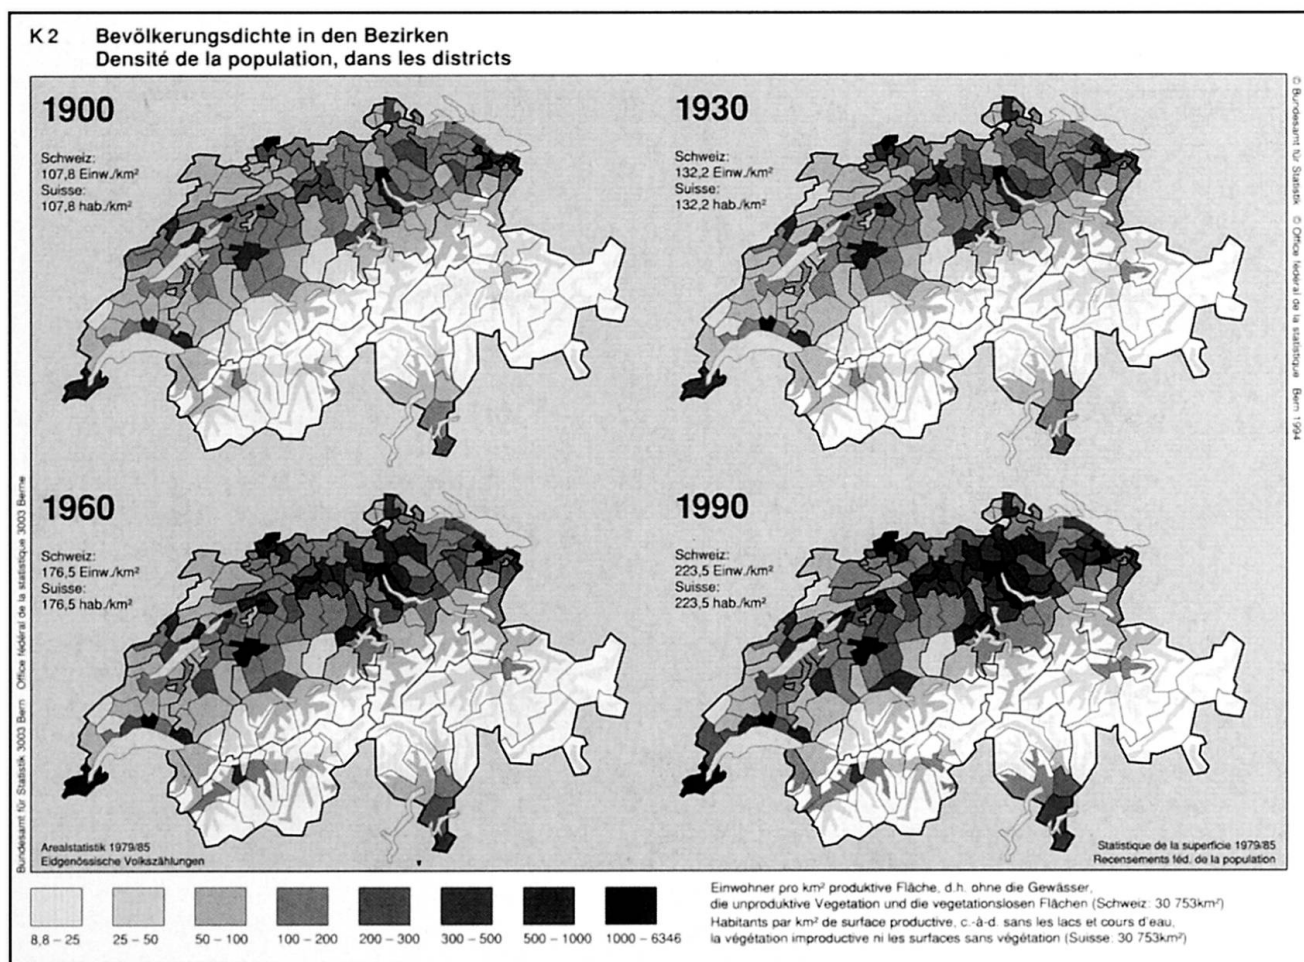 K 2 Bevölkerungsdichte in den Bezirken
Densité de la population, dans les districts
1900
Schweiz:
107,8 Einw./km²
Suisse:
107,8 hab./km²
1930
Schweiz:
132,2 Einw./km²
Suisse:
132,2 hab./km²
1960
Schweiz:
176,5 Einw./km²
Suisse:
176,5 hab./km²
1990
Schweiz:
223,5 Einw./km²
Suisse:
223,5 hab./km²
Arealstatistik 1979/85
Eidgenössische Volkszählungen
Statistique de la superficie 1979/85
Recensements féd. de la population
Bundesamt für Statistik 3003 Bern Office fédéral de la statistique 3003 Berne
© Bundesamt für Statistik © Office fédéral de la statistique Bern 1994
8,8 – 25
25 – 50
50 – 100
100 – 200
200 – 300
300 – 500
500 – 1000
1000 – 6346
Einwohner pro km² produktive Fläche, d.h. ohne die Gewässer,
die unproduktive Vegetation und die vegetationslosen Flächen (Schweiz: 30 753km²)
Habitants par km² de surface productive, c.-à-d. sans les lacs et cours d'eau,
la végétation improductive ni les surfaces sans végétation (Suisse: 30 753km²)